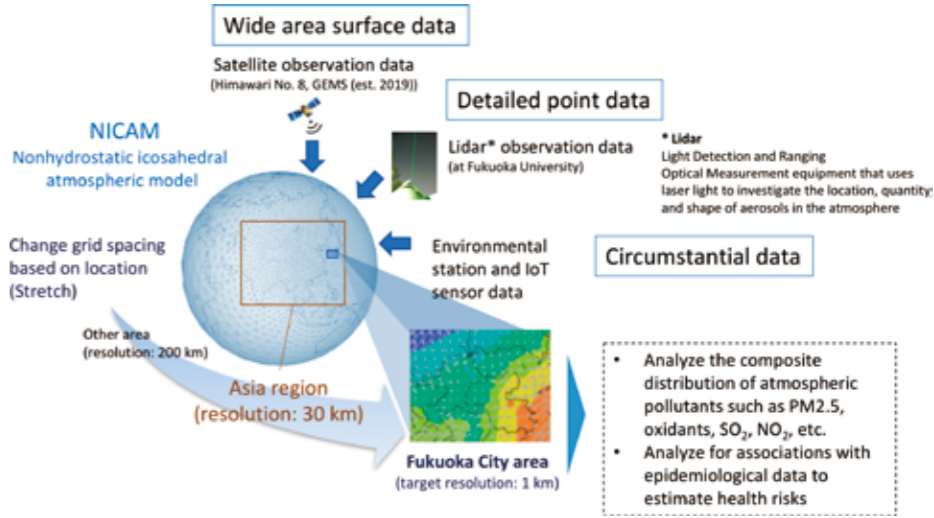 Wide area surface data
Satellite observation data
(Himawari No. 8, GEMS (est. 2019))
Detailed point data
NICAM
Nonhydrostatic icosahedral
atmospheric model
Lidar* observation data
(at Fukuoka University)
* Lidar
Light Detection and Ranging
Optical Measurement equipment that uses
laser light to investigate the location, quantity,
and shape of aerosols in the atmosphere
Change grid spacing
based on location
(Stretch)
Environmental
station and IoT
sensor data
Circumstantial data
Other area
(resolution: 200 km)
Asia region
(resolution: 30 km)
Fukuoka City area
(target resolution: 1 km)
• Analyze the composite
distribution of atmospheric
pollutants such as PM2.5,
oxidants, SO₂, NO₂, etc.
• Analyze for associations with
epidemiological data to
estimate health risks